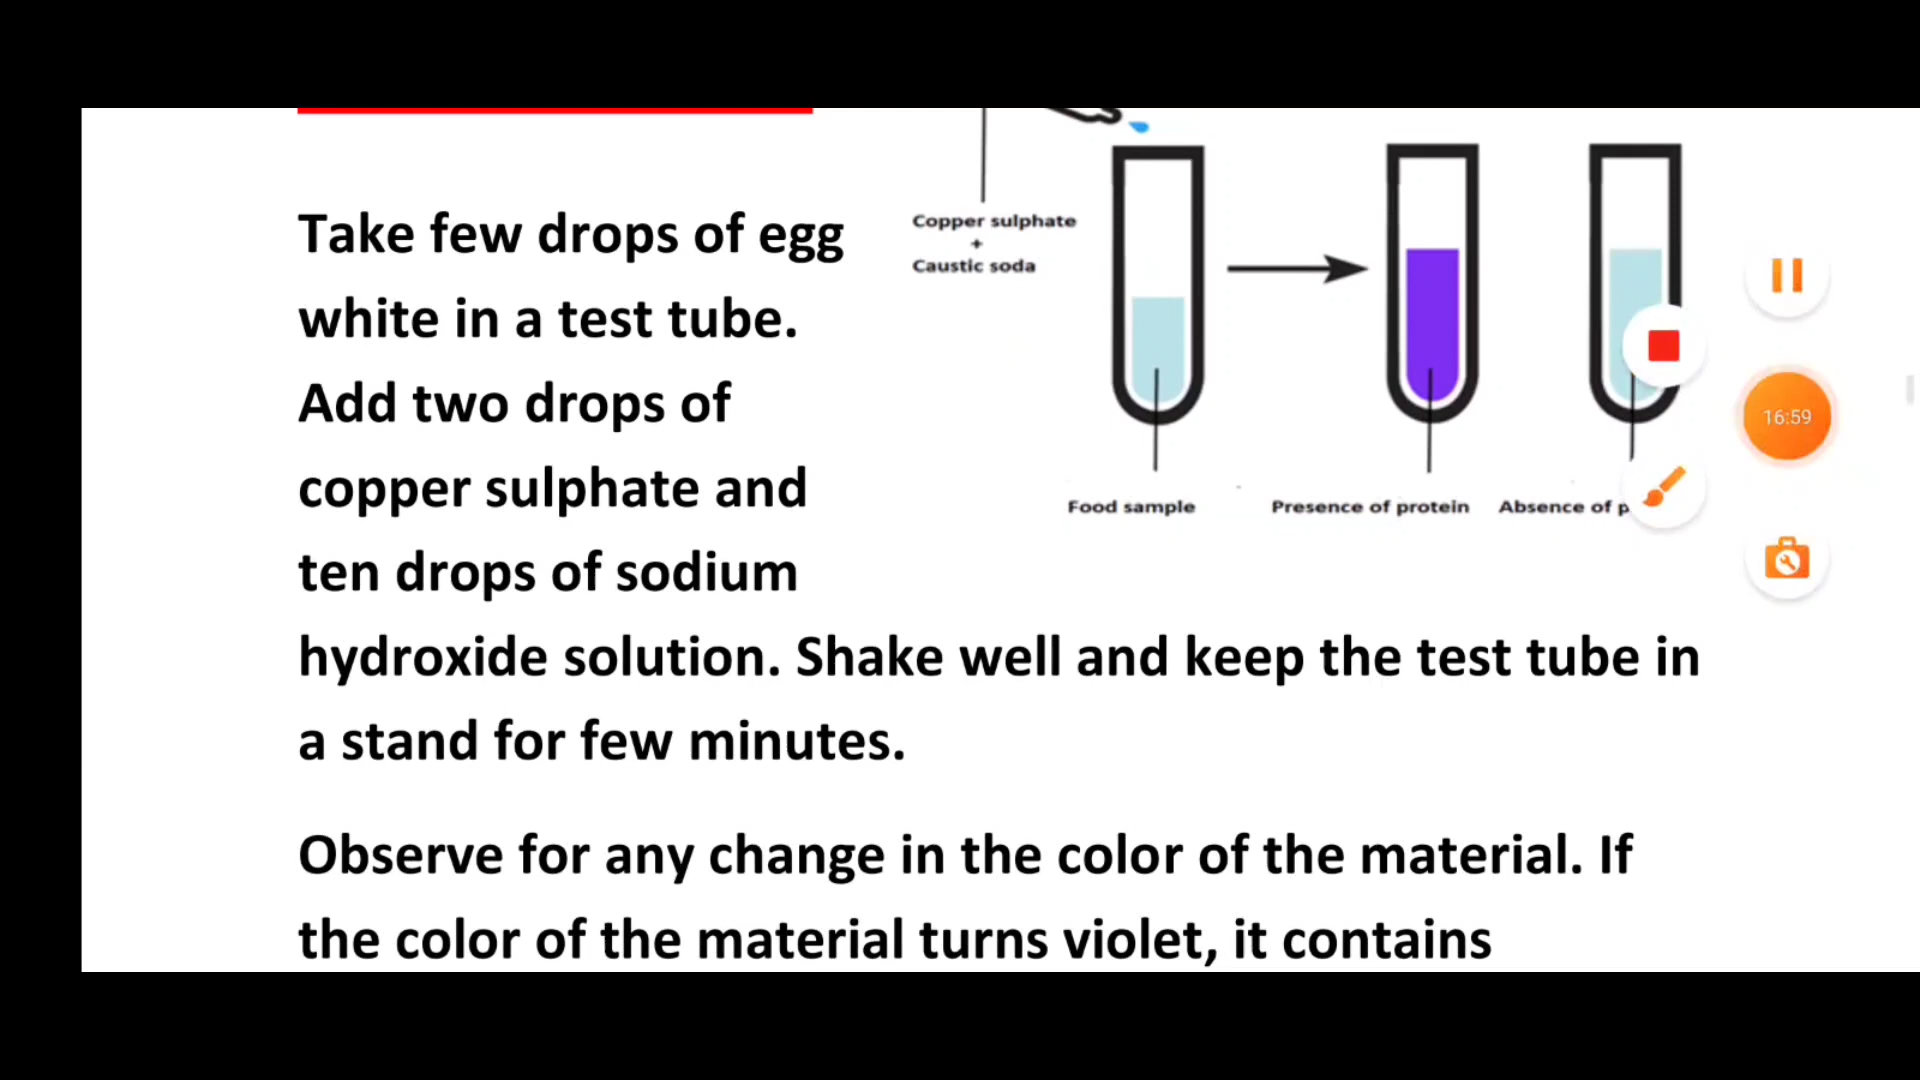 Take few drops of egg
white in a test tube.
Add two drops of
copper sulphate and
ten drops of sodium
hydroxide solution. Shake well and keep the test tube in
a stand for few minutes.
Observe for any change in the color of the material. If
the color of the material turns violet, it contains
Copper sulphate
+
Caustic soda
Food sample
Presence of protein
Absence of p
16:59